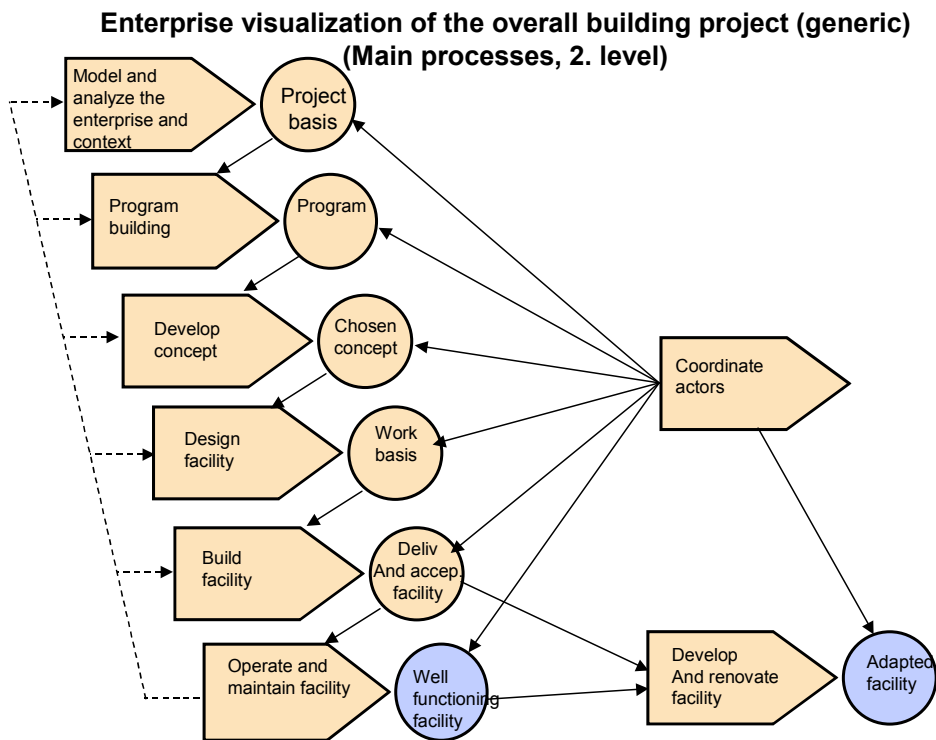 Enterprise visualization of the overall building project (generic)
(Main processes, 2. level)
Model and
analyze the
enterprise and
context
Project
basis
Program
building
Program
Develop
concept
Chosen
concept
Coordinate
actors
Design
facility
Work
basis
Build
facility
Deliv
And accep.
facility
Operate and
maintain facility
Well
functioning
facility
Develop
And renovate
facility
Adapted
facility